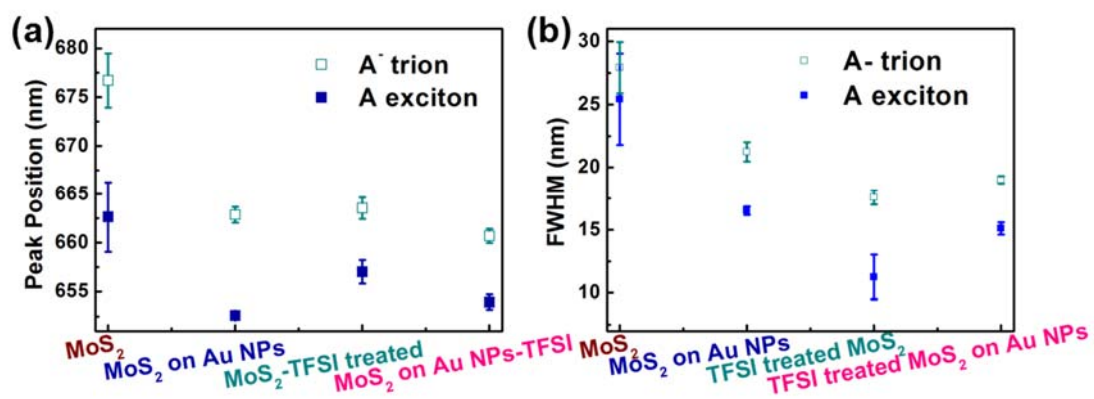 (a)
A⁻ trion
A exciton
Peak Position (nm)
680
675
670
665
660
655
MoS₂
MoS₂ on Au NPs
MoS₂-TFSI treated
MoS₂ on Au NPs-TFSI
(b)
A- trion
A exciton
FWHM (nm)
30
25
20
15
10
MoS₂
MoS₂ on Au NPs
TFSI treated MoS₂
TFSI treated MoS₂ on Au NPs